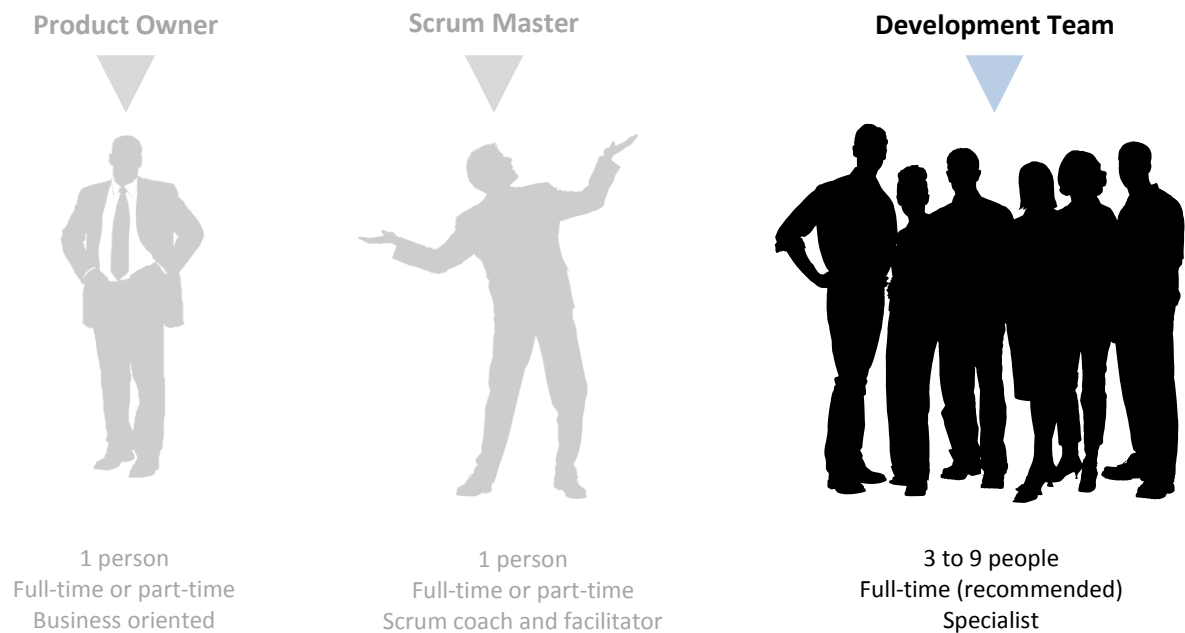 Product Owner
Scrum Master
Development Team
1 person
Full-time or part-time
Business oriented
1 person
Full-time or part-time
Scrum coach and facilitator
3 to 9 people
Full-time (recommended)
Specialist